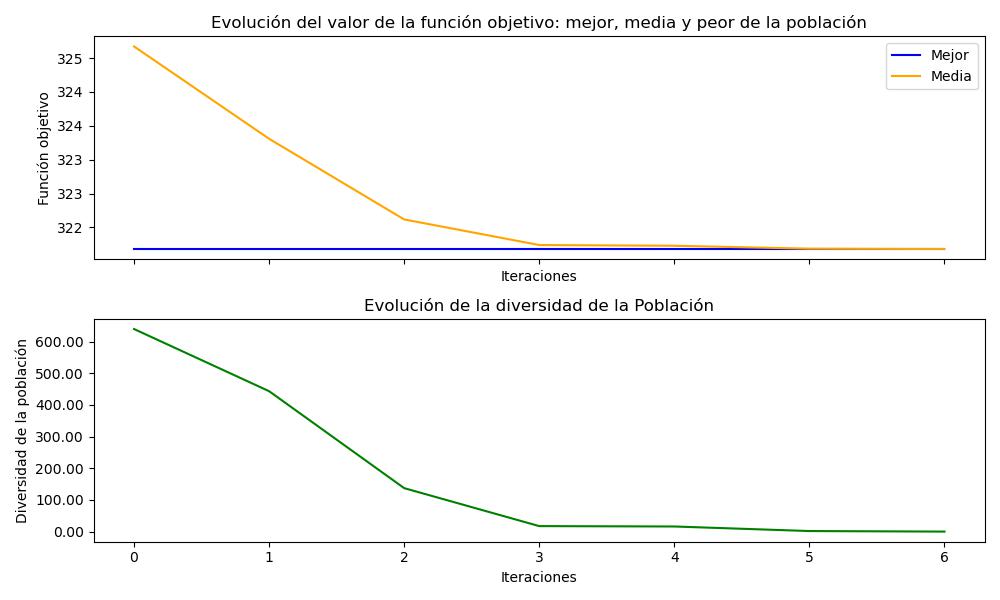 Evolución del valor de la función objetivo: mejor, media y peor de la población
325
324
324
323
323
322
Función objetivo
Mejor
Media
Iteraciones
Evolución de la diversidad de la Población
600.00
500.00
400.00
300.00
200.00
100.00
0.00
Diversidad de la población
0 1 2 3 4 5 6
Iteraciones